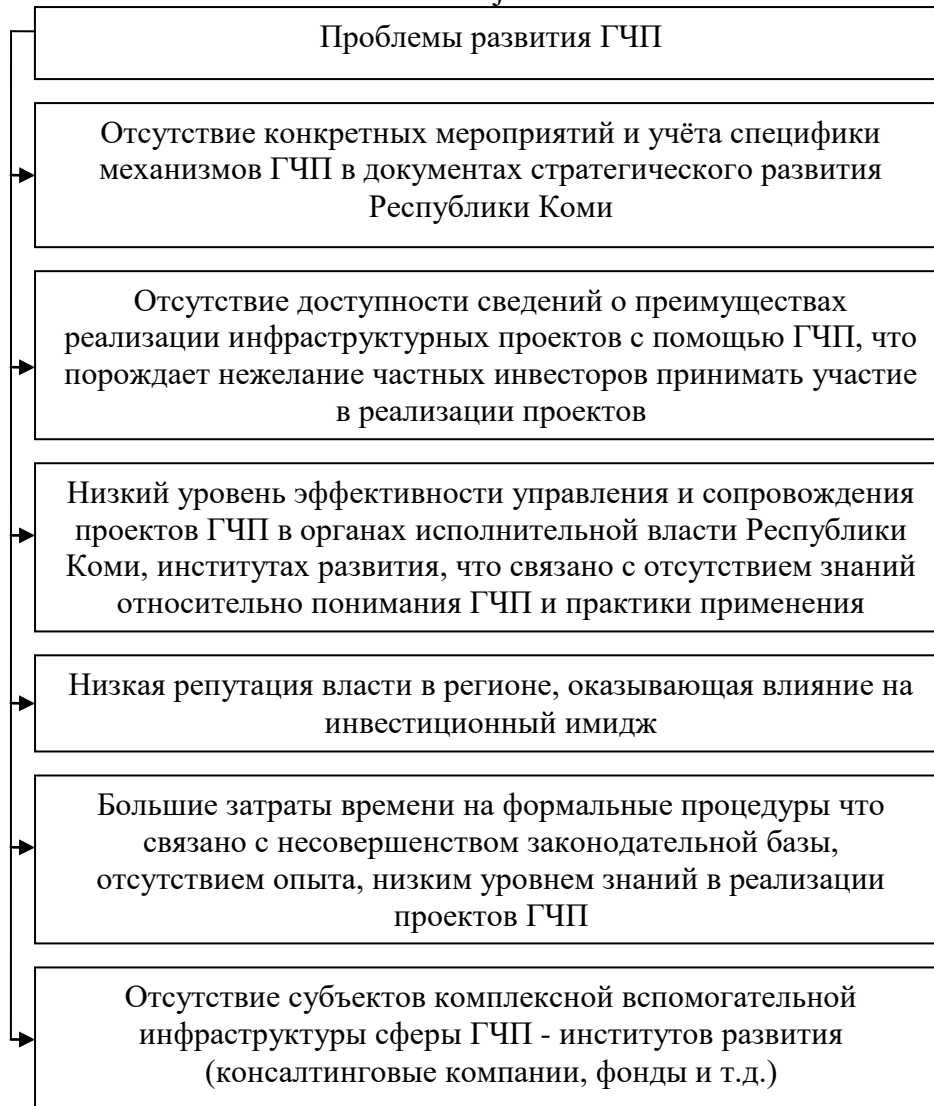 Проблемы развития ГЧП
Отсутствие конкретных мероприятий и учёта специфики
механизмов ГЧП в документах стратегического развития
Республики Коми
Отсутствие доступности сведений о преимуществах
реализации инфраструктурных проектов с помощью ГЧП, что
порождает нежелание частных инвесторов принимать участие
в реализации проектов
Низкий уровень эффективности управления и сопровождения
проектов ГЧП в органах исполнительной власти Республики
Коми, институтах развития, что связано с отсутствием знаний
относительно понимания ГЧП и практики применения
Низкая репутация власти в регионе, оказывающая влияние на
инвестиционный имидж
Большие затраты времени на формальные процедуры что
связано с несовершенством законодательной базы,
отсутствием опыта, низким уровнем знаний в реализации
проектов ГЧП
Отсутствие субъектов комплексной вспомогательной
инфраструктуры сферы ГЧП - институтов развития
(консалтинговые компании, фонды и т.д.)